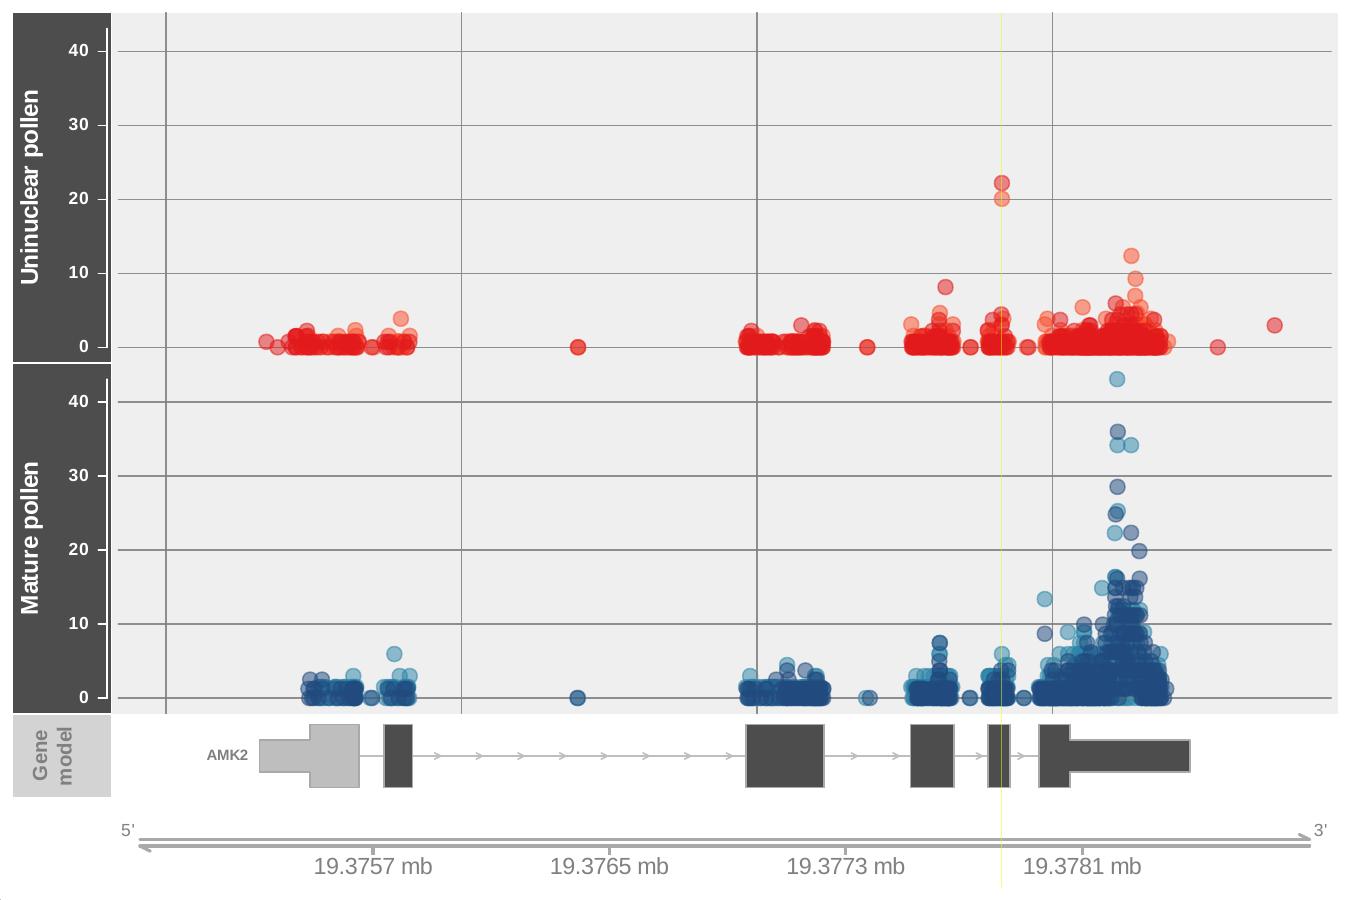 Uninuclear pollen
40
30
20
10
0
Mature pollen
40
30
20
10
0
Gene
model
AMK2
5'
3'
19.3757 mb
19.3765 mb
19.3773 mb
19.3781 mb